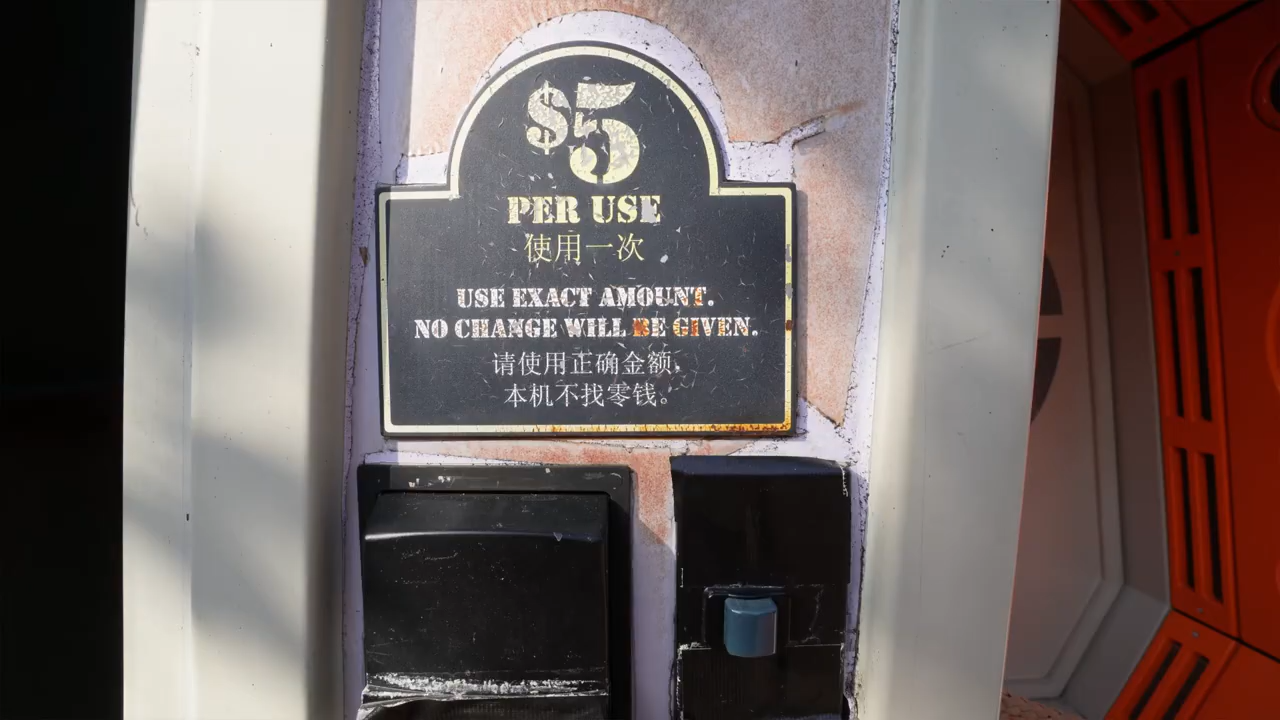 $5
PER USE
使用一次
USE EXACT AMOUNT.
NO CHANGE WILL BE GIVEN.
请使用正确金额,
本机不找零钱。